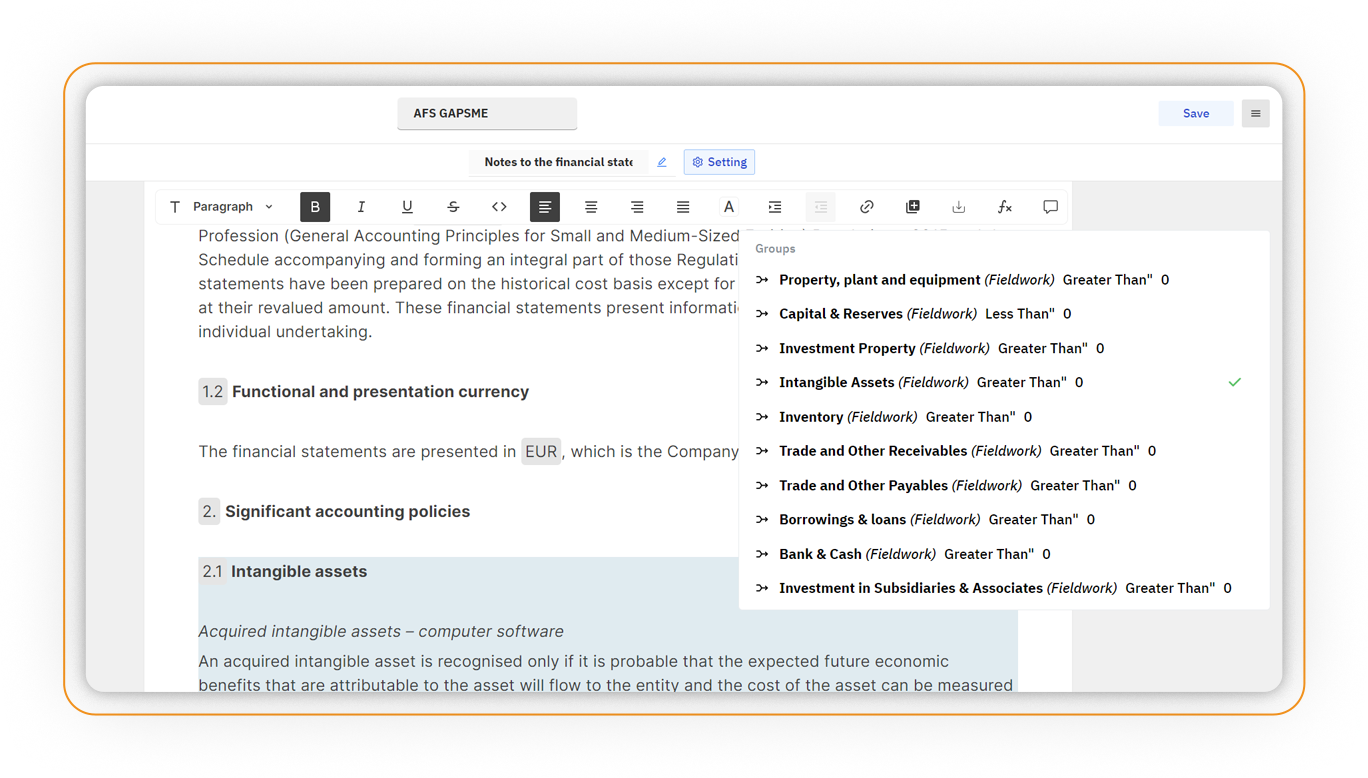 AFS GAPSME
Save
Notes to the financial state
Setting
Paragraph
Profession (General Accounting Principles for Small and Medium-Sized
Schedule accompanying and forming an integral part of those Regulati
statements have been prepared on the historical cost basis except for
at their revalued amount. These financial statements present informati
individual undertaking.
1.2 Functional and presentation currency
The financial statements are presented in EUR, which is the Company
2. Significant accounting policies
2.1 Intangible assets
Acquired intangible assets – computer software
An acquired intangible asset is recognised only if it is probable that the expected future economic
benefits that are attributable to the asset will flow to the entity and the cost of the asset can be measured
Groups
Property, plant and equipment (Fieldwork) Greater Than" 0
Capital & Reserves (Fieldwork) Less Than" 0
Investment Property (Fieldwork) Greater Than" 0
Intangible Assets (Fieldwork) Greater Than" 0
Inventory (Fieldwork) Greater Than" 0
Trade and Other Receivables (Fieldwork) Greater Than" 0
Trade and Other Payables (Fieldwork) Greater Than" 0
Borrowings & loans (Fieldwork) Greater Than" 0
Bank & Cash (Fieldwork) Greater Than" 0
Investment in Subsidiaries & Associates (Fieldwork) Greater Than" 0